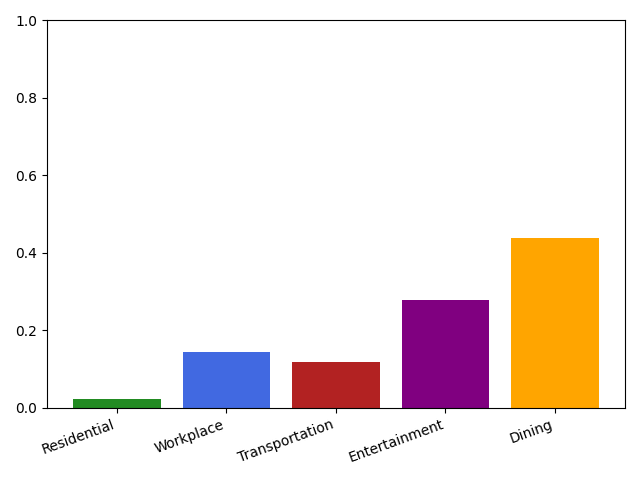 1.0
0.8
0.6
0.4
0.2
0.0
Residential
Workplace
Transportation
Entertainment
Dining